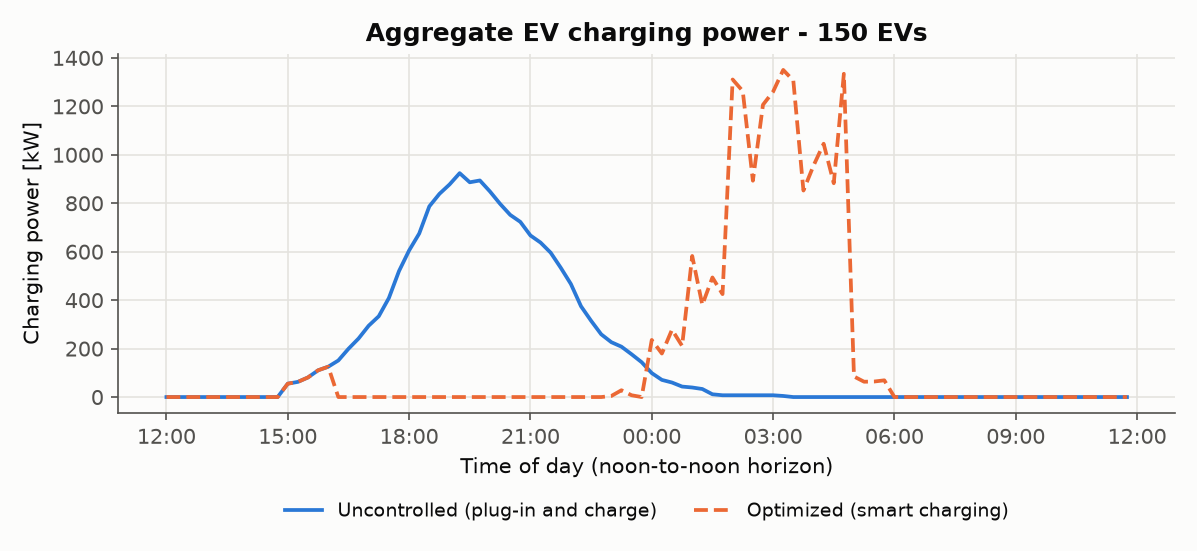 Aggregate EV charging power - 150 EVs
Charging power [kW]
1400
1200
1000
800
600
400
200
0
12:00 15:00 18:00 21:00 00:00 03:00 06:00 09:00 12:00
Time of day (noon-to-noon horizon)
Uncontrolled (plug-in and charge) Optimized (smart charging)